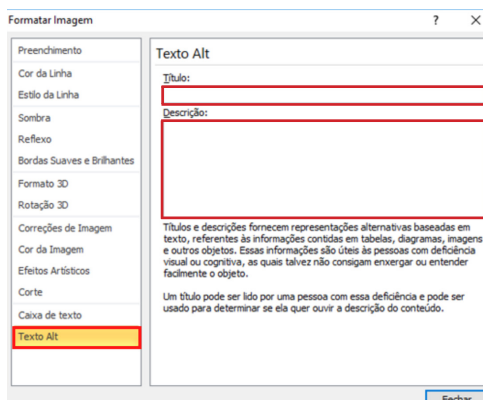 Formatar Imagem
? X
Preenchimento
Cor da Linha
Estilo da Linha
Sombra
Reflexo
Bordas Suaves e Brilhantes
Formato 3D
Rotação 3D
Correções de Imagem
Cor da Imagem
Efeitos Artísticos
Corte
Caixa de texto
Texto Alt
Texto Alt
Título:
Descrição:
Títulos e descrições fornecem representações alternativas baseadas em
texto, referentes às informações contidas em tabelas, diagramas, imagens
e outros objetos. Essas informações são úteis às pessoas com deficiência
visual ou cognitiva, as quais talvez não consigam enxergar ou entender
facilmente o objeto.
Um título pode ser lido por uma pessoa com essa deficiência e pode ser
usado para determinar se ela quer ouvir a descrição do conteúdo.
Fechar